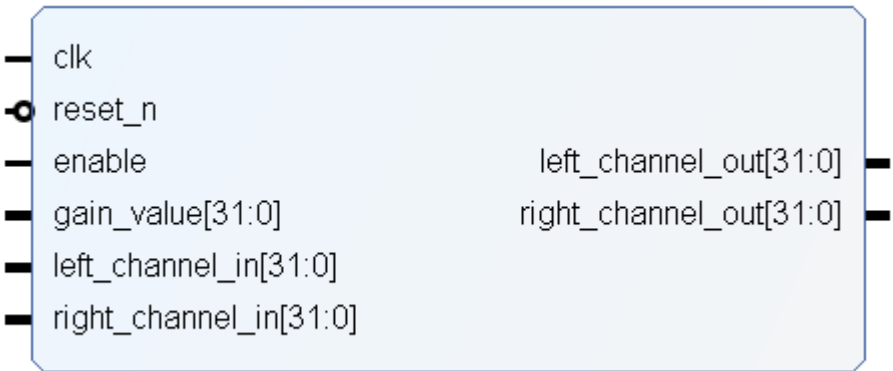 clk
reset_n
enable
gain_value[31:0]
left_channel_in[31:0]
right_channel_in[31:0]
left_channel_out[31:0]
right_channel_out[31:0]